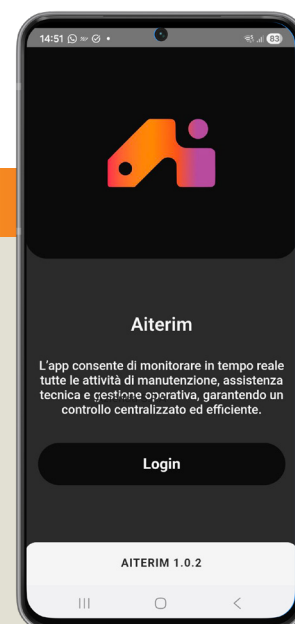 14:51
83
Aiterim
L'app consente di monitorare in tempo reale
tutte le attività di manutenzione, assistenza
tecnica e gestione operativa, garantendo un
controllo centralizzato ed efficiente.
Login
AITERIM 1.0.2